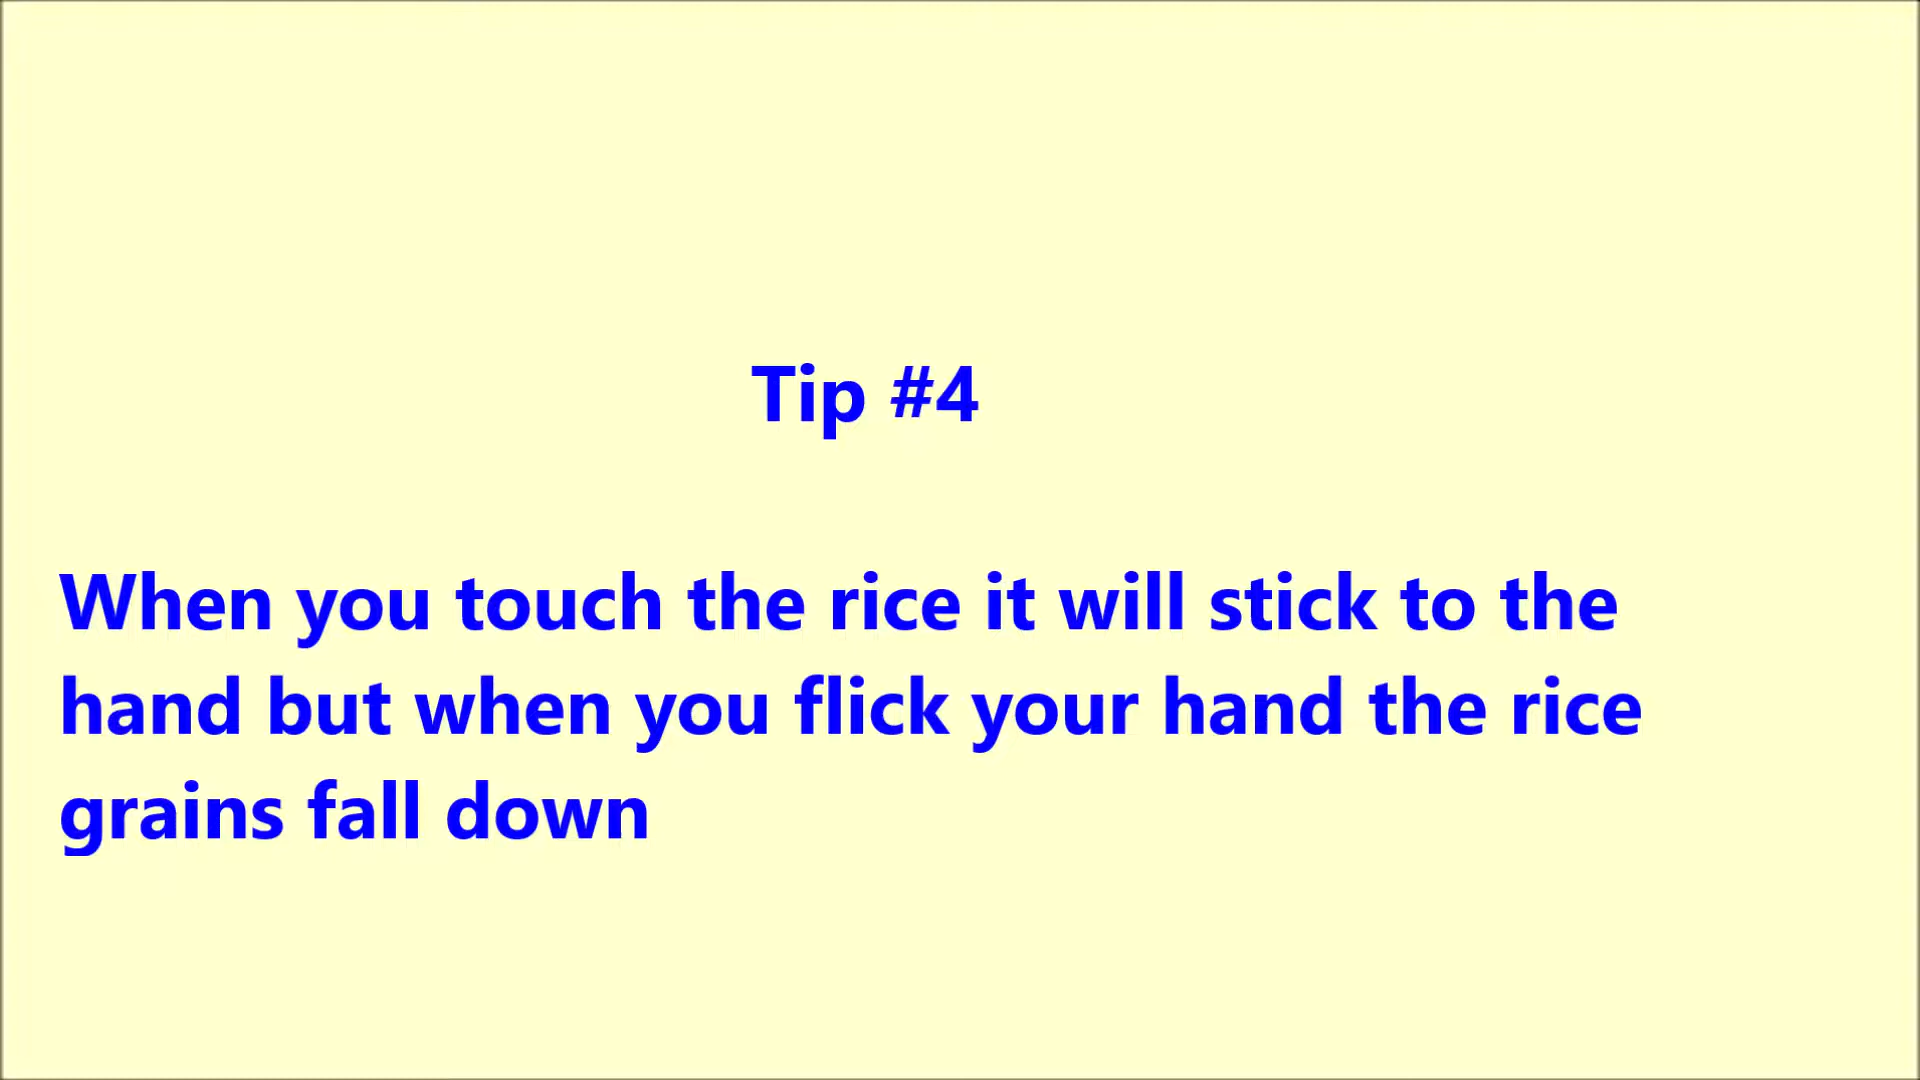 Tip #4
When you touch the rice it will stick to the
hand but when you flick your hand the rice
grains fall down